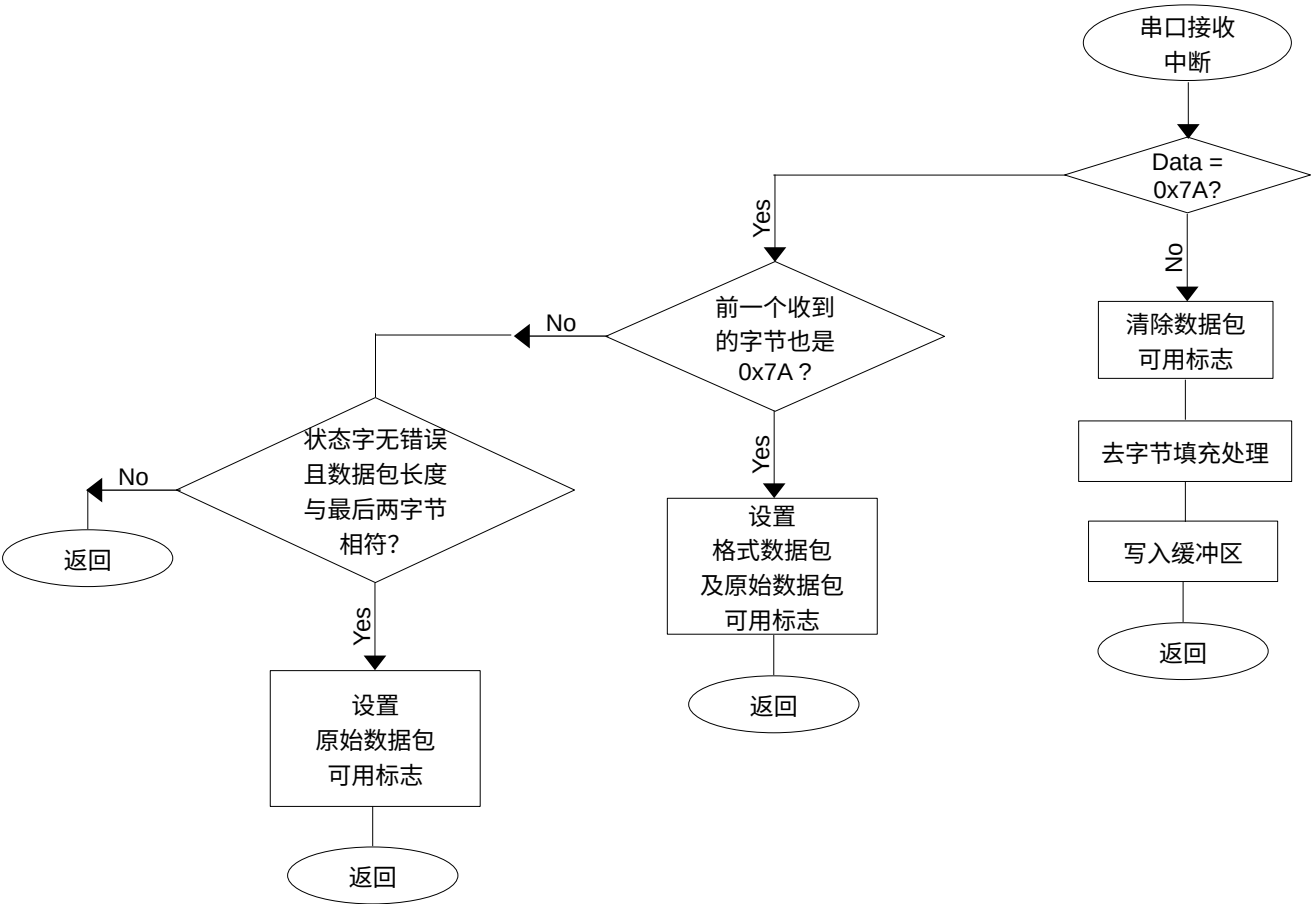 串口接收
中断
Data =
0x7A?
Yes
No
前一个收到
的字节也是
0x7A ?
No
清除数据包
可用标志
状态字无错误
且数据包长度
与最后两字节
相符？
Yes
去字节填充处理
No
设置
格式数据包
及原始数据包
可用标志
写入缓冲区
返回
Yes
返回
设置
原始数据包
可用标志
返回
返回